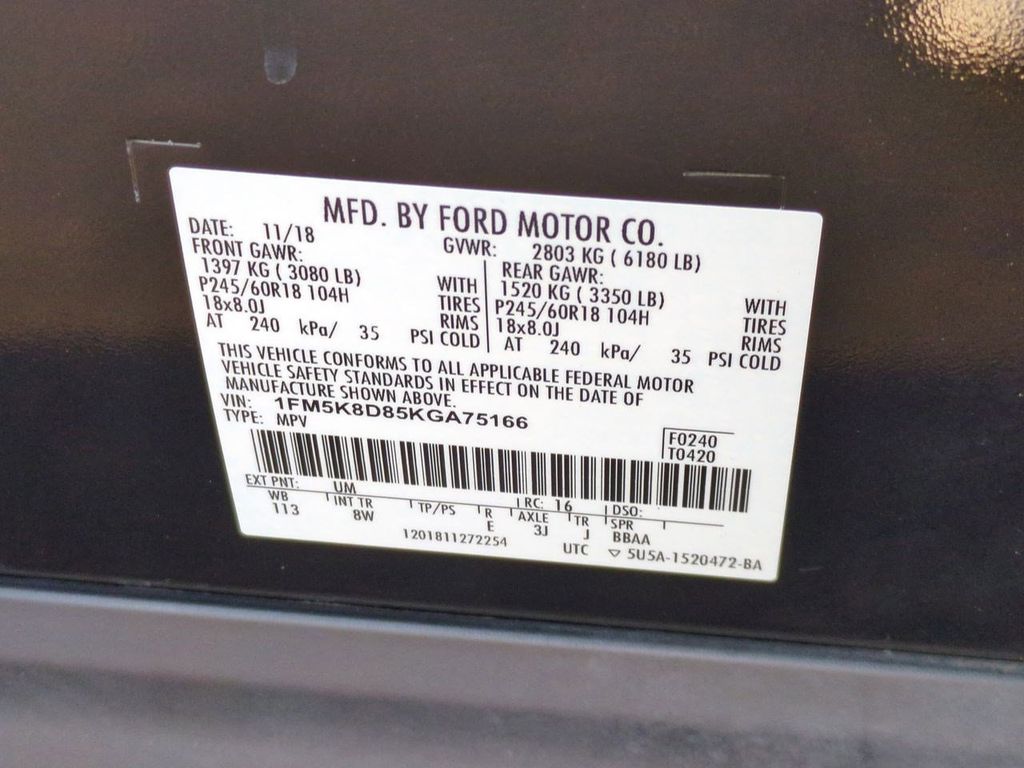 MFD. BY FORD MOTOR CO.
DATE: 11/18 GVWR: 2803 KG ( 6180 LB)
FRONT GAWR: REAR GAWR:
1397 KG ( 3080 LB) WITH 1520 KG ( 3350 LB) WITH
P245/60R18 104H TIRES P245/60R18 104H TIRES
18x8.0J RIMS 18x8.0J RIMS
AT 240 kPa/ 35 PSI COLD AT 240 kPa/ 35 PSI COLD
THIS VEHICLE CONFORMS TO ALL APPLICABLE FEDERAL MOTOR
VEHICLE SAFETY STANDARDS IN EFFECT ON THE DATE OF
MANUFACTURE SHOWN ABOVE.
VIN: 1FM5K8D85KGA75166
TYPE: MPV
F0240
T0420
EXT PNT: UM RC: 16 DSO:
WB INT TR TP/PS R AXLE TR SPR
113 8W E 3J J BBAA
1201811272254 UTC ▽ 5U5A-1520472-BA